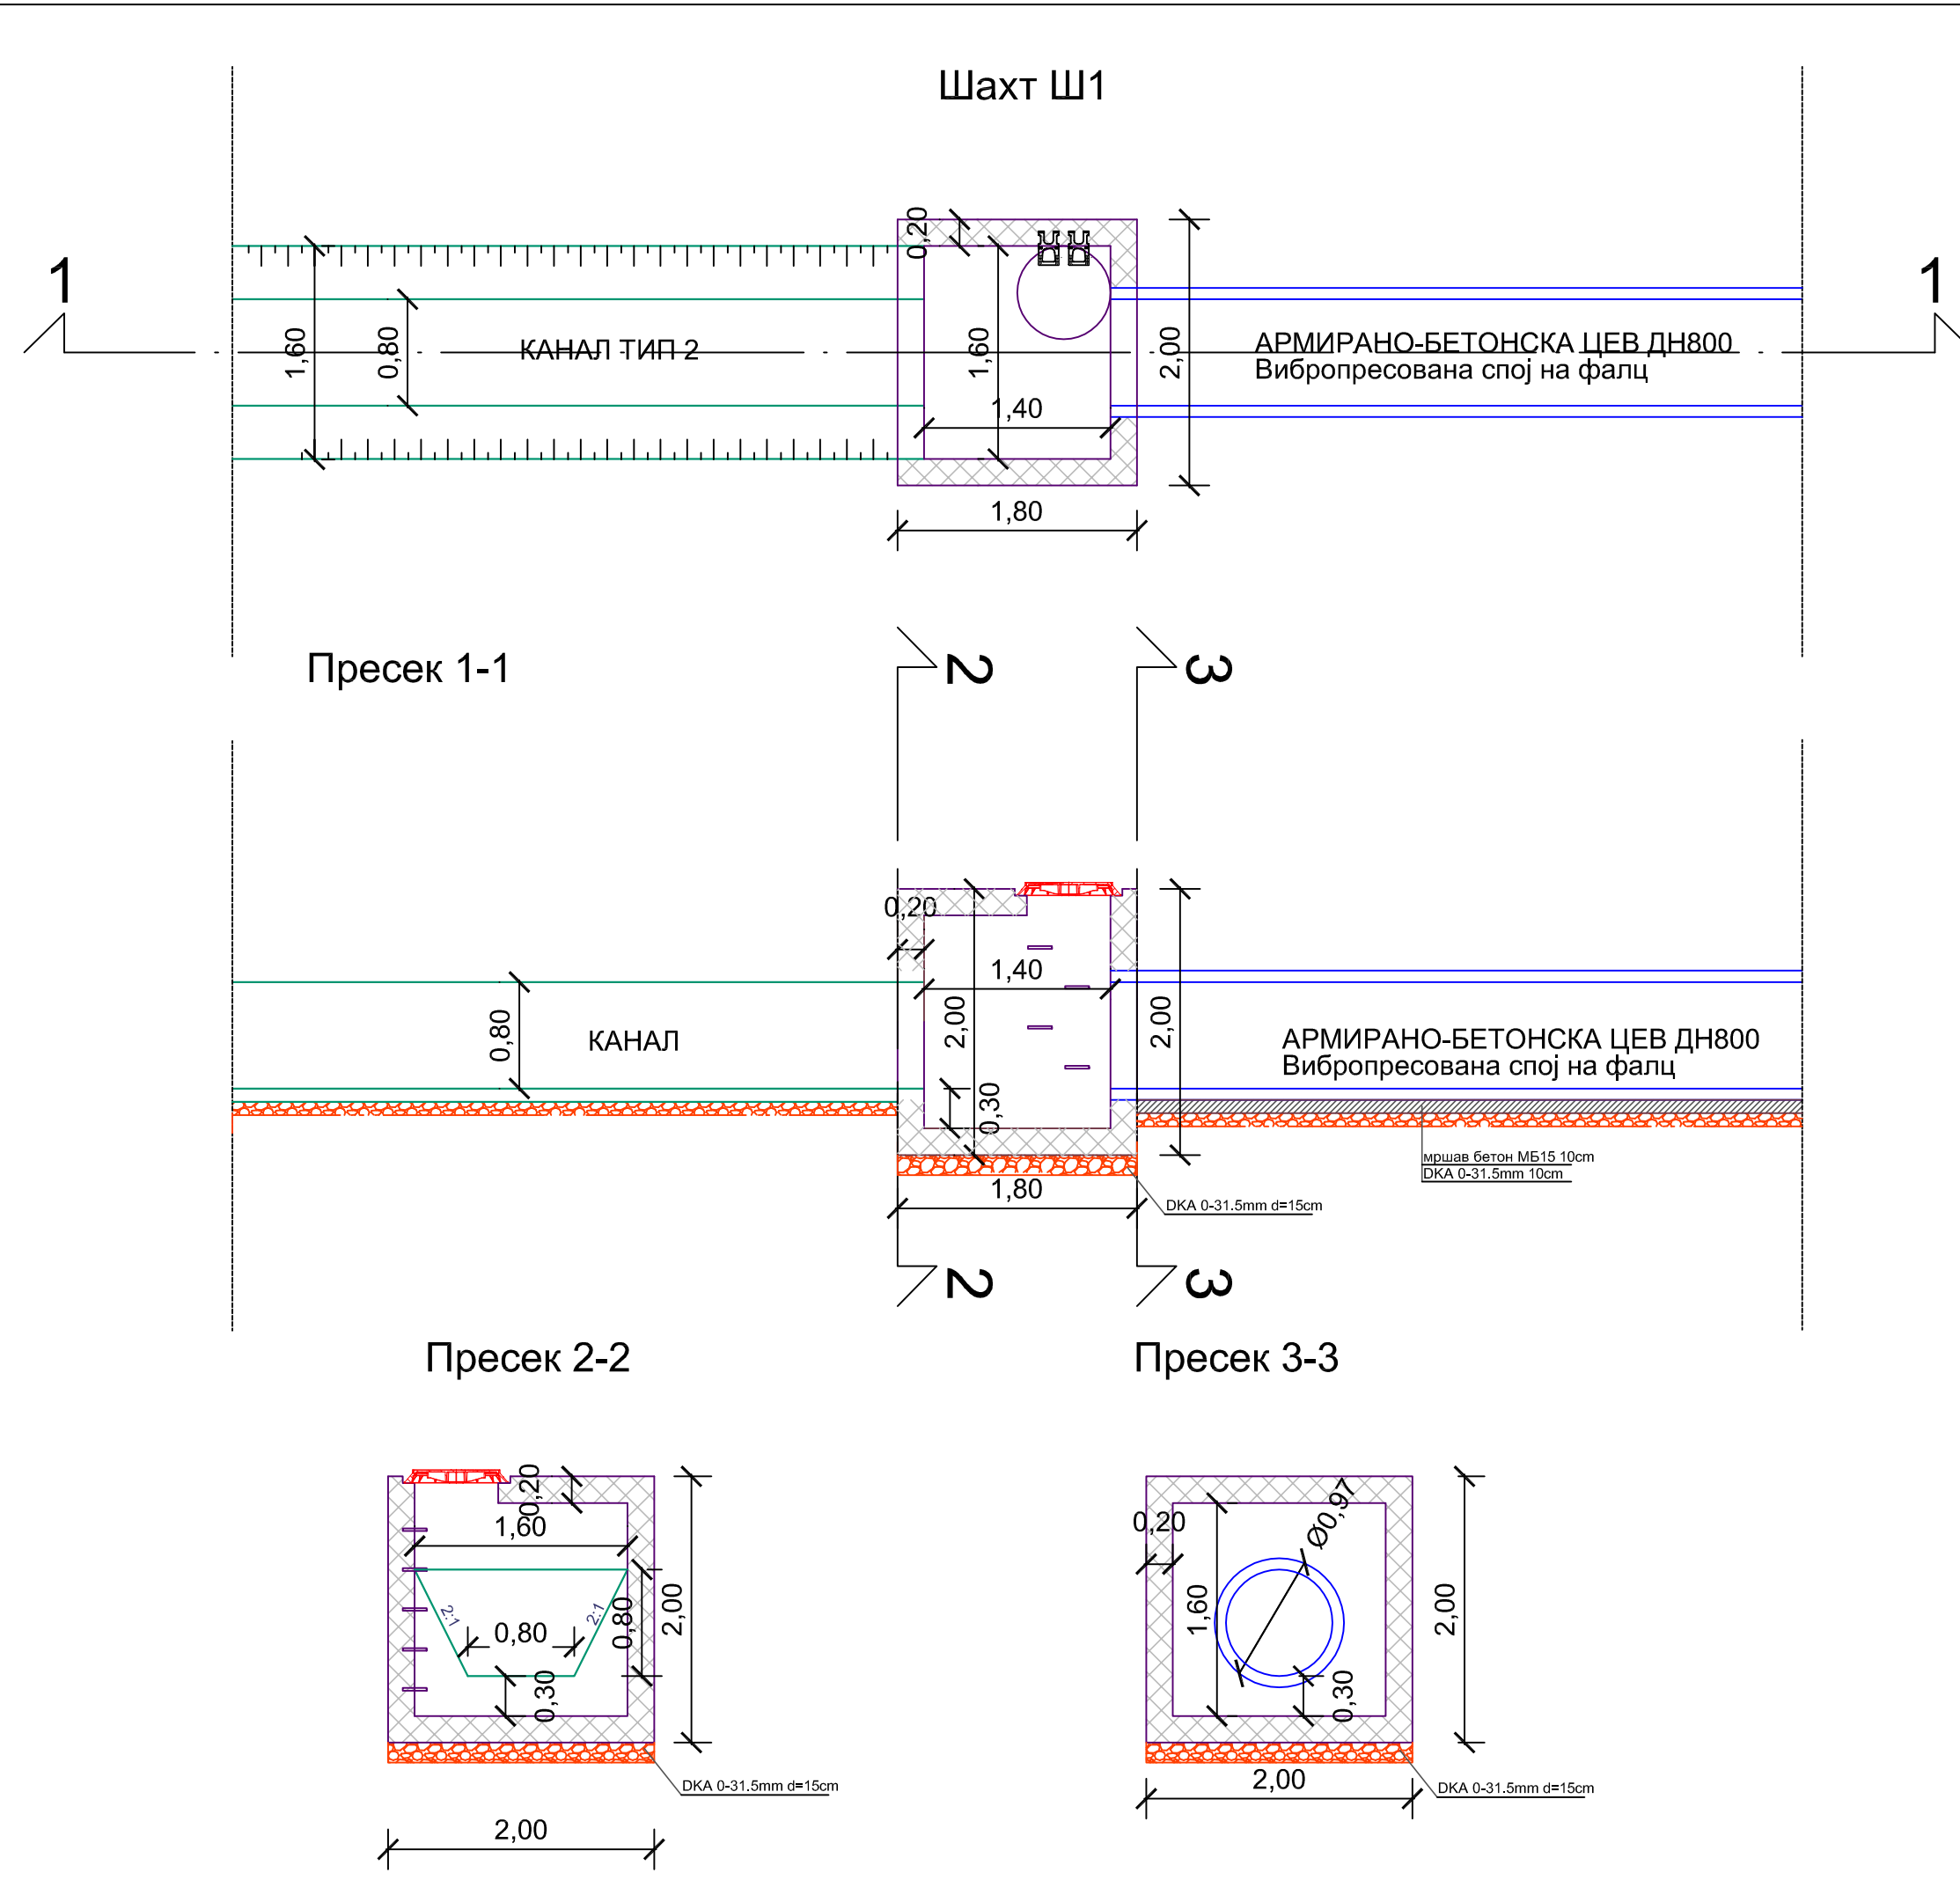 Шахт Ш1
0,20
1
1
1,60
0,80
КАНАЛ ТИП 2
1,60
2,00
АРМИРАНО-БЕТОНСКА ЦЕВ ДН800
Вибропресована спој на фалц
1,40
1,80
Пресек 1-1
2
3
0,20
1,40
0,80
КАНАЛ
2,00
2,00
АРМИРАНО-БЕТОНСКА ЦЕВ ДН800
Вибропресована спој на фалц
0,30
мршав бетон МБ15 10cm
DKA 0-31.5mm 10cm
1,80
DKA 0-31.5mm d=15cm
2
3
Пресек 2-2
Пресек 3-3
0,20
1,60
2:1
2:1
0,80
0,80
2,00
0,30
DKA 0-31.5mm d=15cm
2,00
0,20
Ø0,97
1,60
2,00
0,30
2,00
DKA 0-31.5mm d=15cm